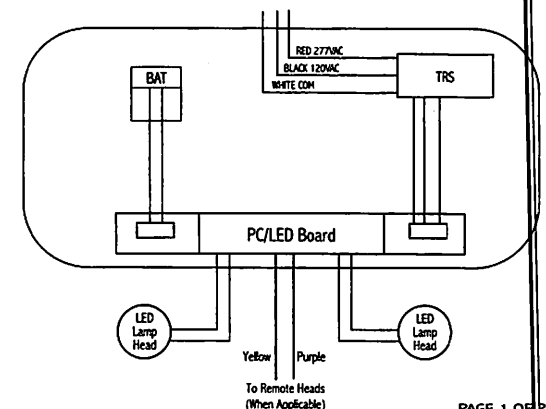 RED 277VAC
BLACK 120VAC
WHITE COM
BAT
TRS
PC/LED Board
LED
Lamp
Head
LED
Lamp
Head
Yellow
Purple
To Remote Heads
(When Applicable)
PAGE 1 OF